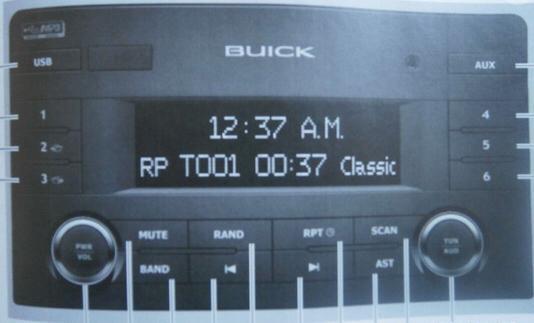 MP3
USB
BUICK
AUX
1
2
3
12:37 A.M.
RP T001 00:37 Classic
4
5
6
PWR
VOL
MUTE
RAND
RPT
SCAN
BAND
AST
TUN
AUD